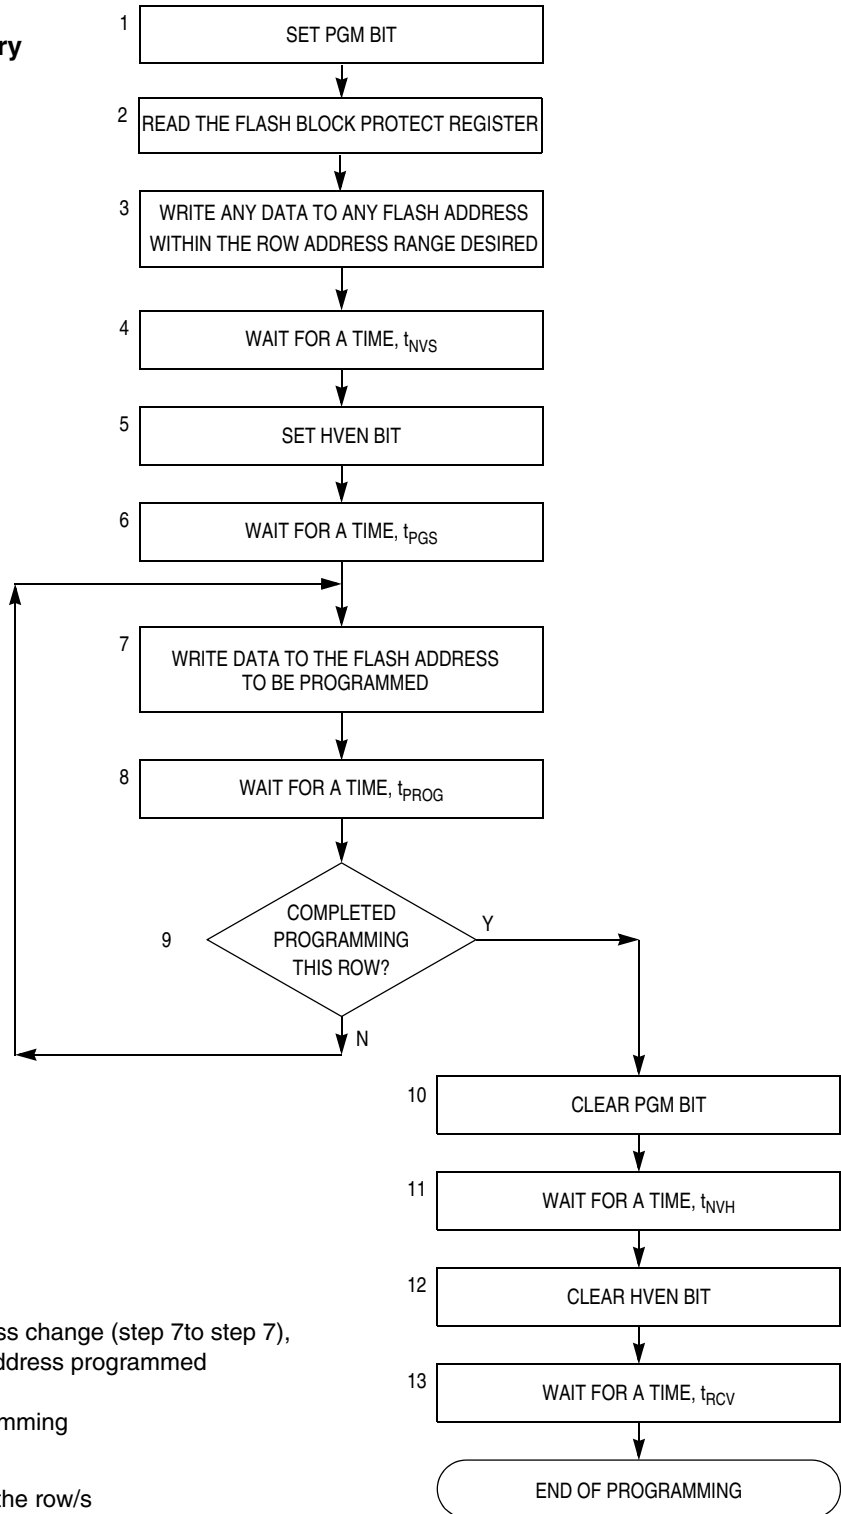 1
SET PGM BIT
2
READ THE FLASH BLOCK PROTECT REGISTER
3
WRITE ANY DATA TO ANY FLASH ADDRESS
WITHIN THE ROW ADDRESS RANGE DESIRED
4
WAIT FOR A TIME, tNVS
5
SET HVEN BIT
6
WAIT FOR A TIME, tPGS
7
WRITE DATA TO THE FLASH ADDRESS
TO BE PROGRAMMED
8
WAIT FOR A TIME, tPROG
9
COMPLETED
PROGRAMMING
THIS ROW?
Y
N
10
CLEAR PGM BIT
11
WAIT FOR A TIME, tNVH
12
CLEAR HVEN BIT
change (step 7to step 7),
13
programmed
WAIT FOR A TIME, tRCV
END OF PROGRAMMING
the row/s